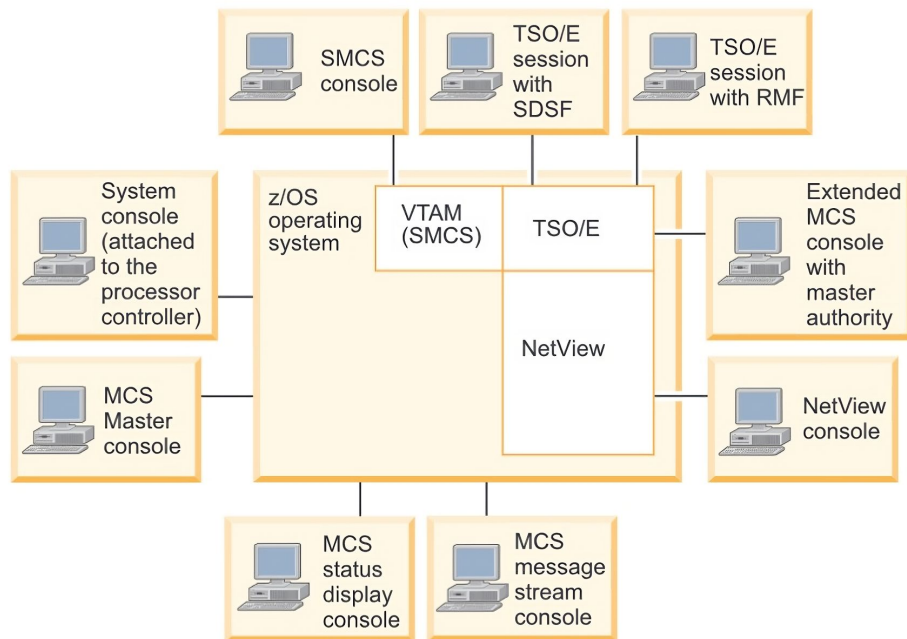 SMCS
console
TSO/E
session
with
SDSF
TSO/E
session
with RMF
System
console
(attached
to the
processor
controller)
z/OS
operating
system
VTAM
(SMCS)
TSO/E
Extended
MCS
console
with
master
authority
NetView
MCS
Master
console
NetView
console
MCS
status
display
console
MCS
message
stream
console